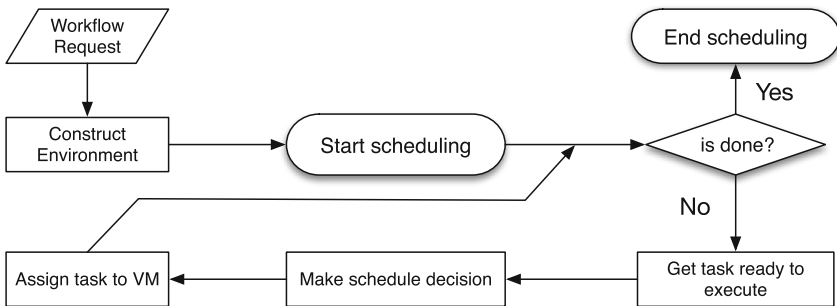 Workflow
Request
End scheduling
Yes
Construct
Environment
Start scheduling
is done?
No
Assign task to VM
Make schedule decision
Get task ready to
execute